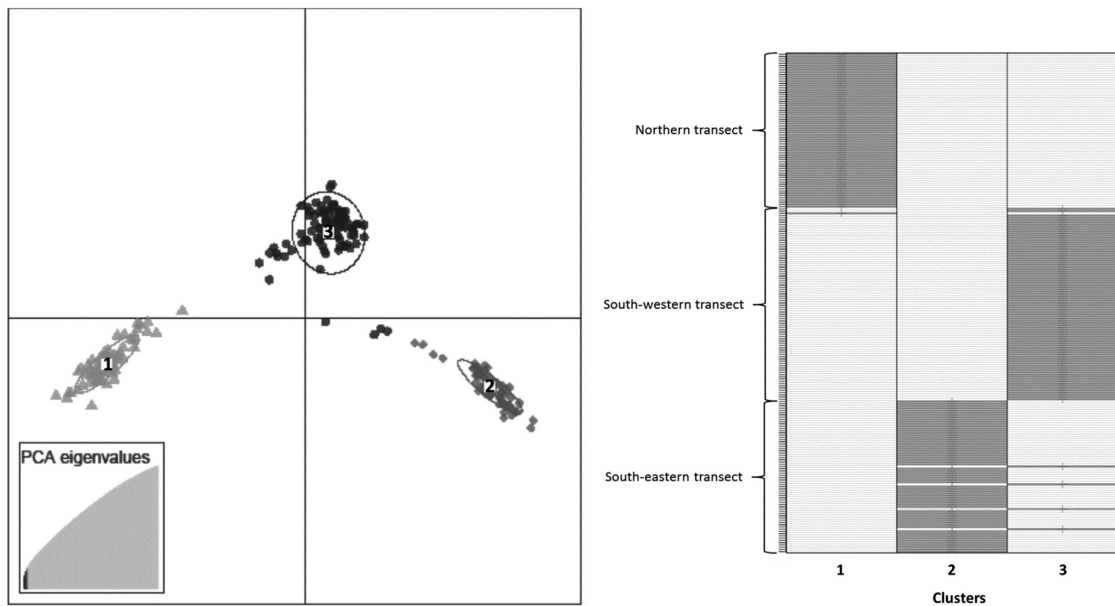 3
1
2
PCA eigenvalues
Northern transect
South-western transect
South-eastern transect
1 2 3
Clusters